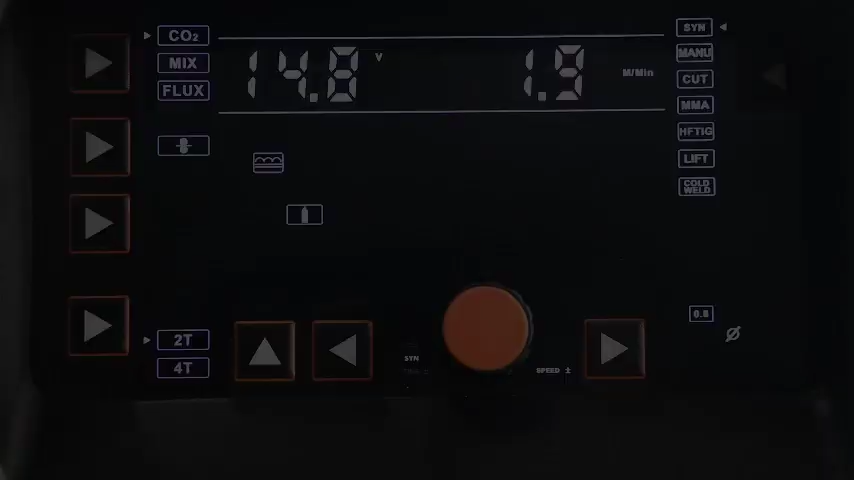 CO₂
MIX
FLUX
14.8 V
1.9 M/Min
SYN
MANU
CUT
MMA
HFTIG
LIFT
COLD WELD
0.8
2T
4T
SYN
SPEED ±